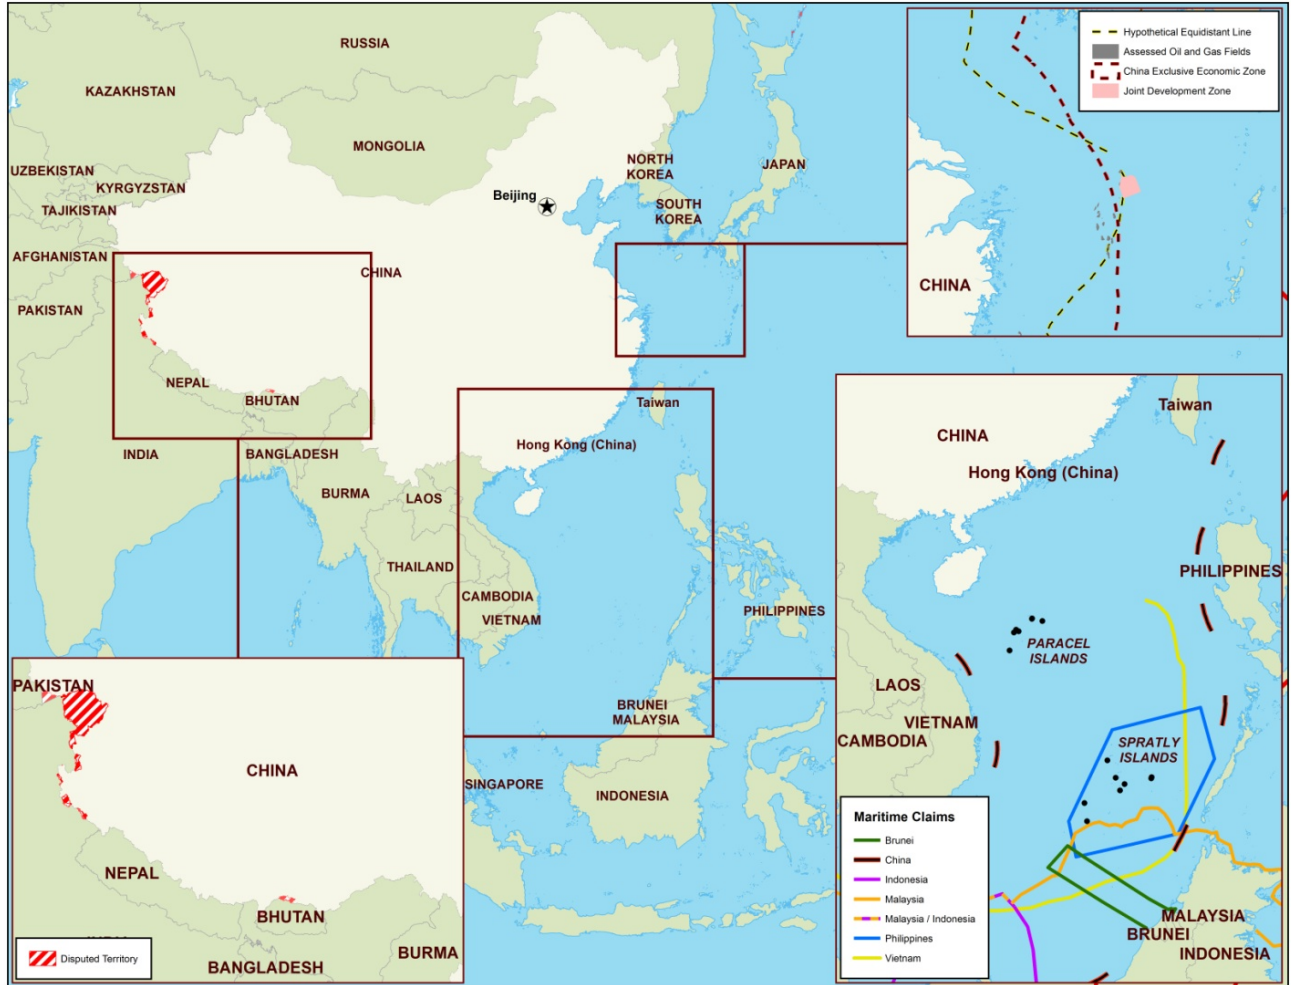 RUSSIA
KAZAKHSTAN
MONGOLIA
UZBEKISTAN
KYRGYZSTAN
TAJIKISTAN
AFGHANISTAN
PAKISTAN
NORTH
KOREA
JAPAN
SOUTH
KOREA
Beijing
CHINA
NEPAL
BHUTAN
INDIA
BANGLADESH
BURMA
LAOS
THAILAND
CAMBODIA
VIETNAM
Taiwan
Hong Kong (China)
PHILIPPINES
BRUNEI
MALAYSIA
SINGAPORE
INDONESIA
Hypothetical Equidistant Line
Assessed Oil and Gas Fields
China Exclusive Economic Zone
Joint Development Zone
CHINA
Taiwan
CHINA
Hong Kong (China)
PHILIPPINES
PARACEL
ISLANDS
LAOS
VIETNAM
CAMBODIA
SPRATLY
ISLANDS
MALAYSIA
BRUNEI
INDONESIA
Maritime Claims
Brunei
China
Indonesia
Malaysia
Malaysia / Indonesia
Philippines
Vietnam
PAKISTAN
CHINA
NEPAL
BHUTAN
BURMA
BANGLADESH
Disputed Territory